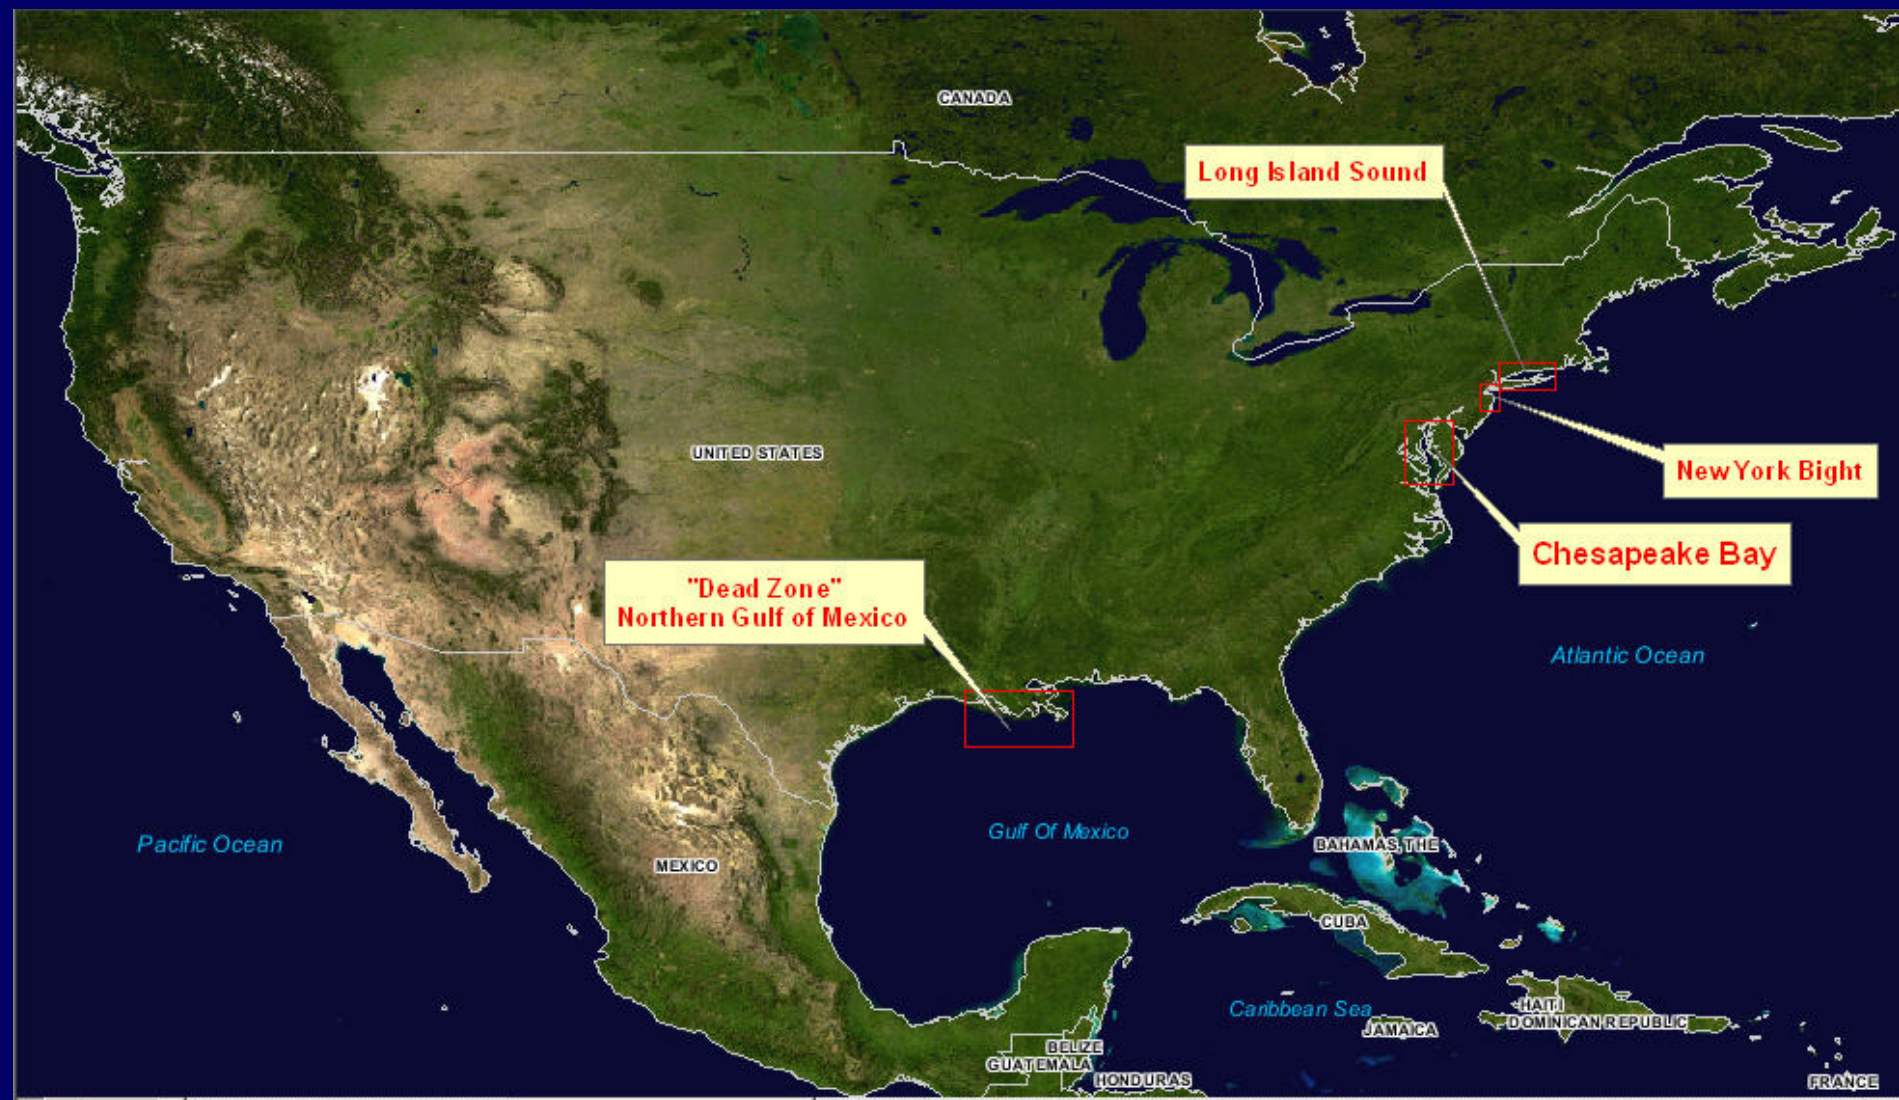 CANADA
Long Island Sound
UNITED STATES
New York Bight
Chesapeake Bay
"Dead Zone"
Northern Gulf of Mexico
Atlantic Ocean
Pacific Ocean
Gulf Of Mexico
MEXICO
BAHAMAS, THE
CUBA
Caribbean Sea
HAITI
DOMINICAN REPUBLIC
JAMAICA
BELIZE
GUATEMALA
HONDURAS
FRANCE